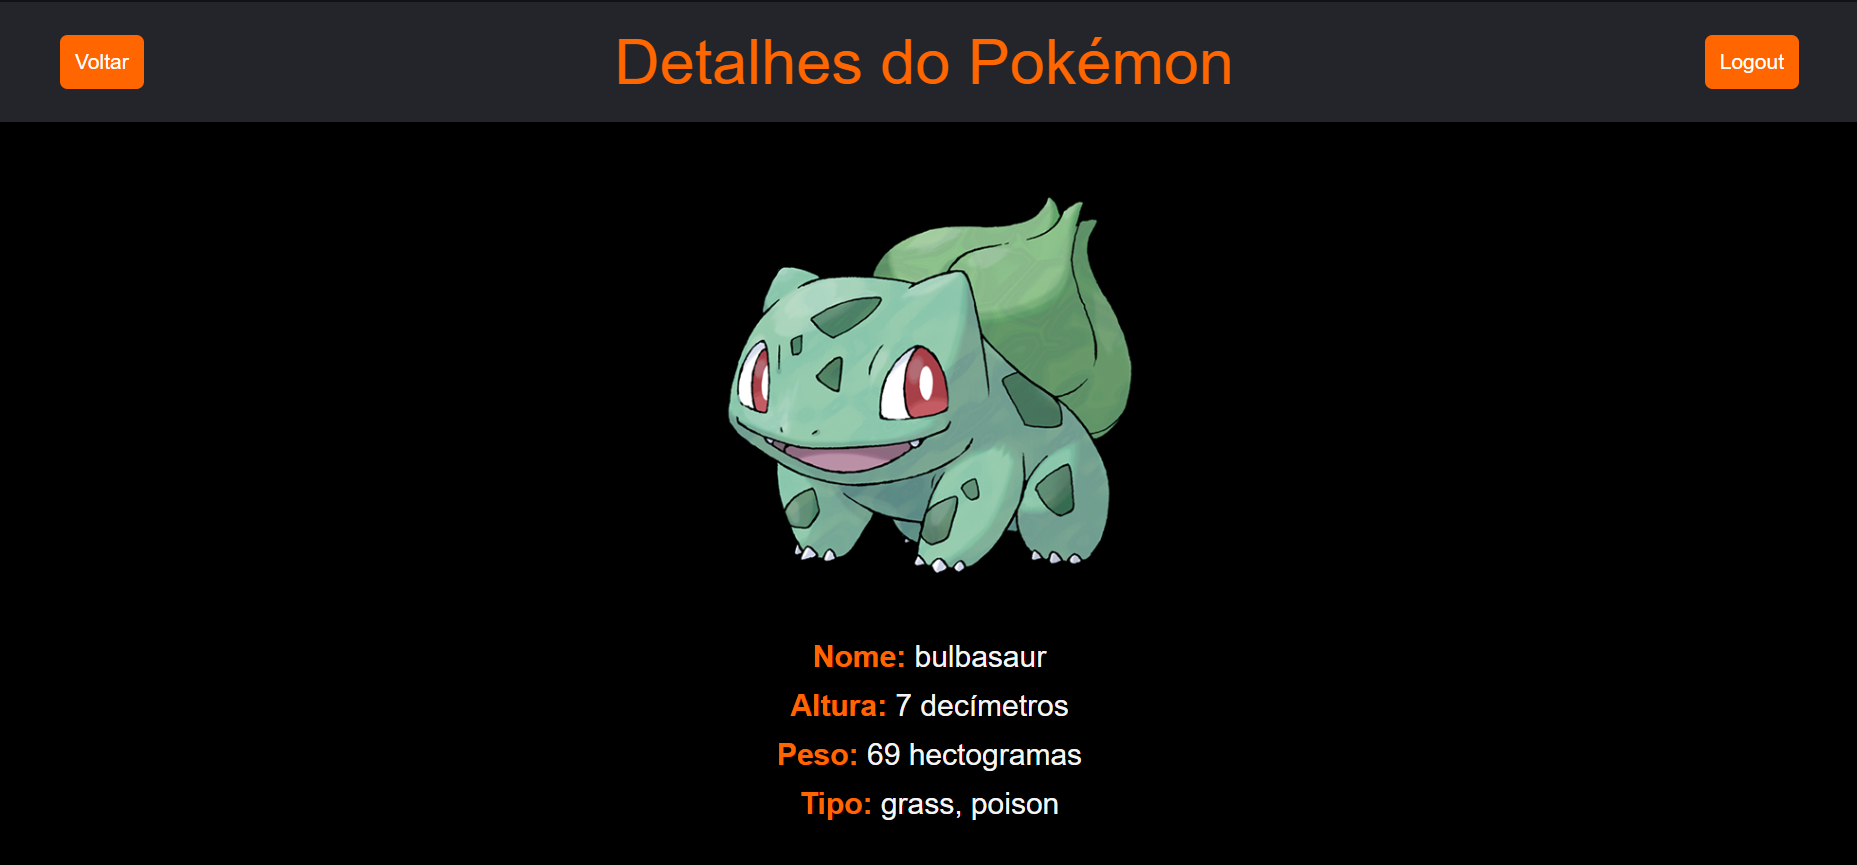 Voltar
Detalhes do Pokémon
Logout
Nome: bulbasaur
Altura: 7 decímetros
Peso: 69 hectogramas
Tipo: grass, poison